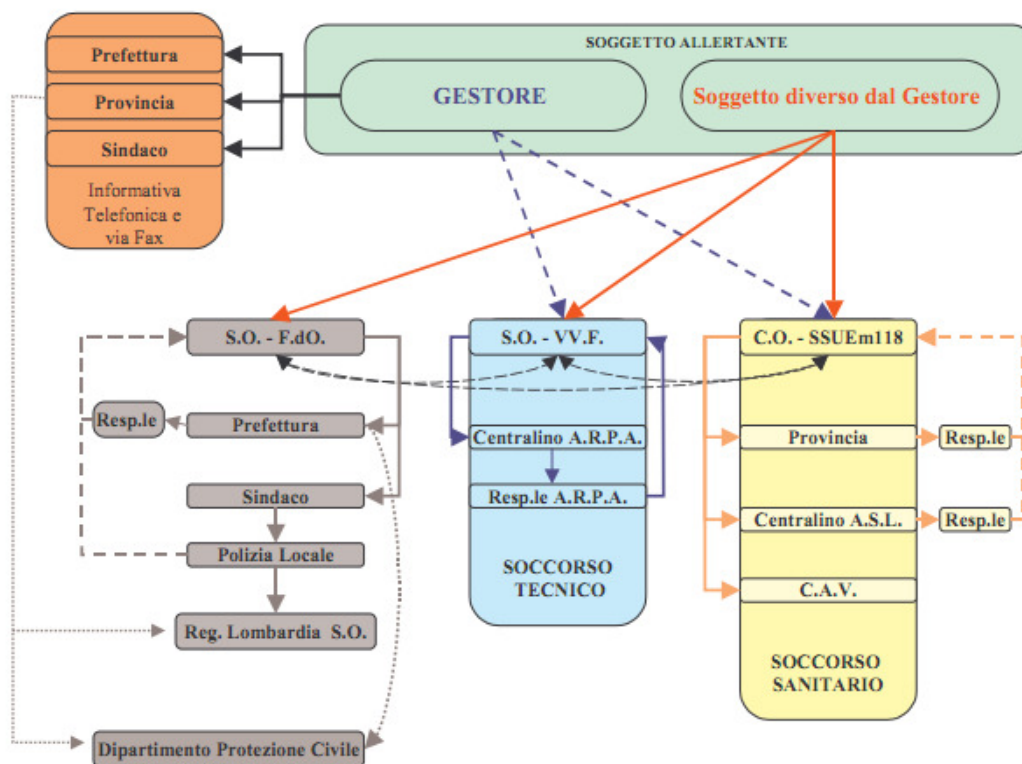 SOGGETTO ALLERTANTE
Prefettura
Provincia
Sindaco
Informativa
Telefonica e
via Fax
GESTORE
Soggetto diverso dal Gestore
S.O. - F.dO.
Resp.le
Prefettura
Sindaco
Polizia Locale
Reg. Lombardia S.O.
Dipartimento Protezione Civile
S.O. - VV.F.
Centralino A.R.P.A.
Resp.le A.R.P.A.
SOCCORSO
TECNICO
C.O. - SSUEm118
Provincia
Resp.le
Centralino A.S.L.
Resp.le
C.A.V.
SOCCORSO
SANITARIO